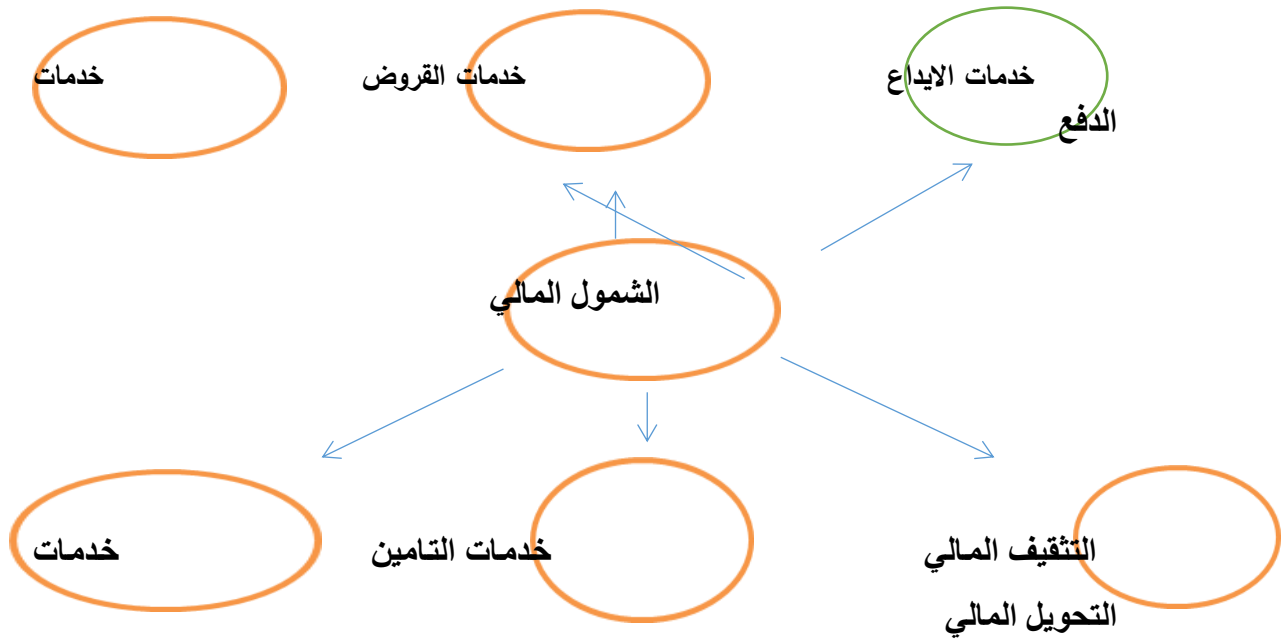 خدمات الايداع خدمات القروض خدمات
الدفع
الشمول المالي
التثقيف المالي خدمات التامين خدمات
التحويل المالي